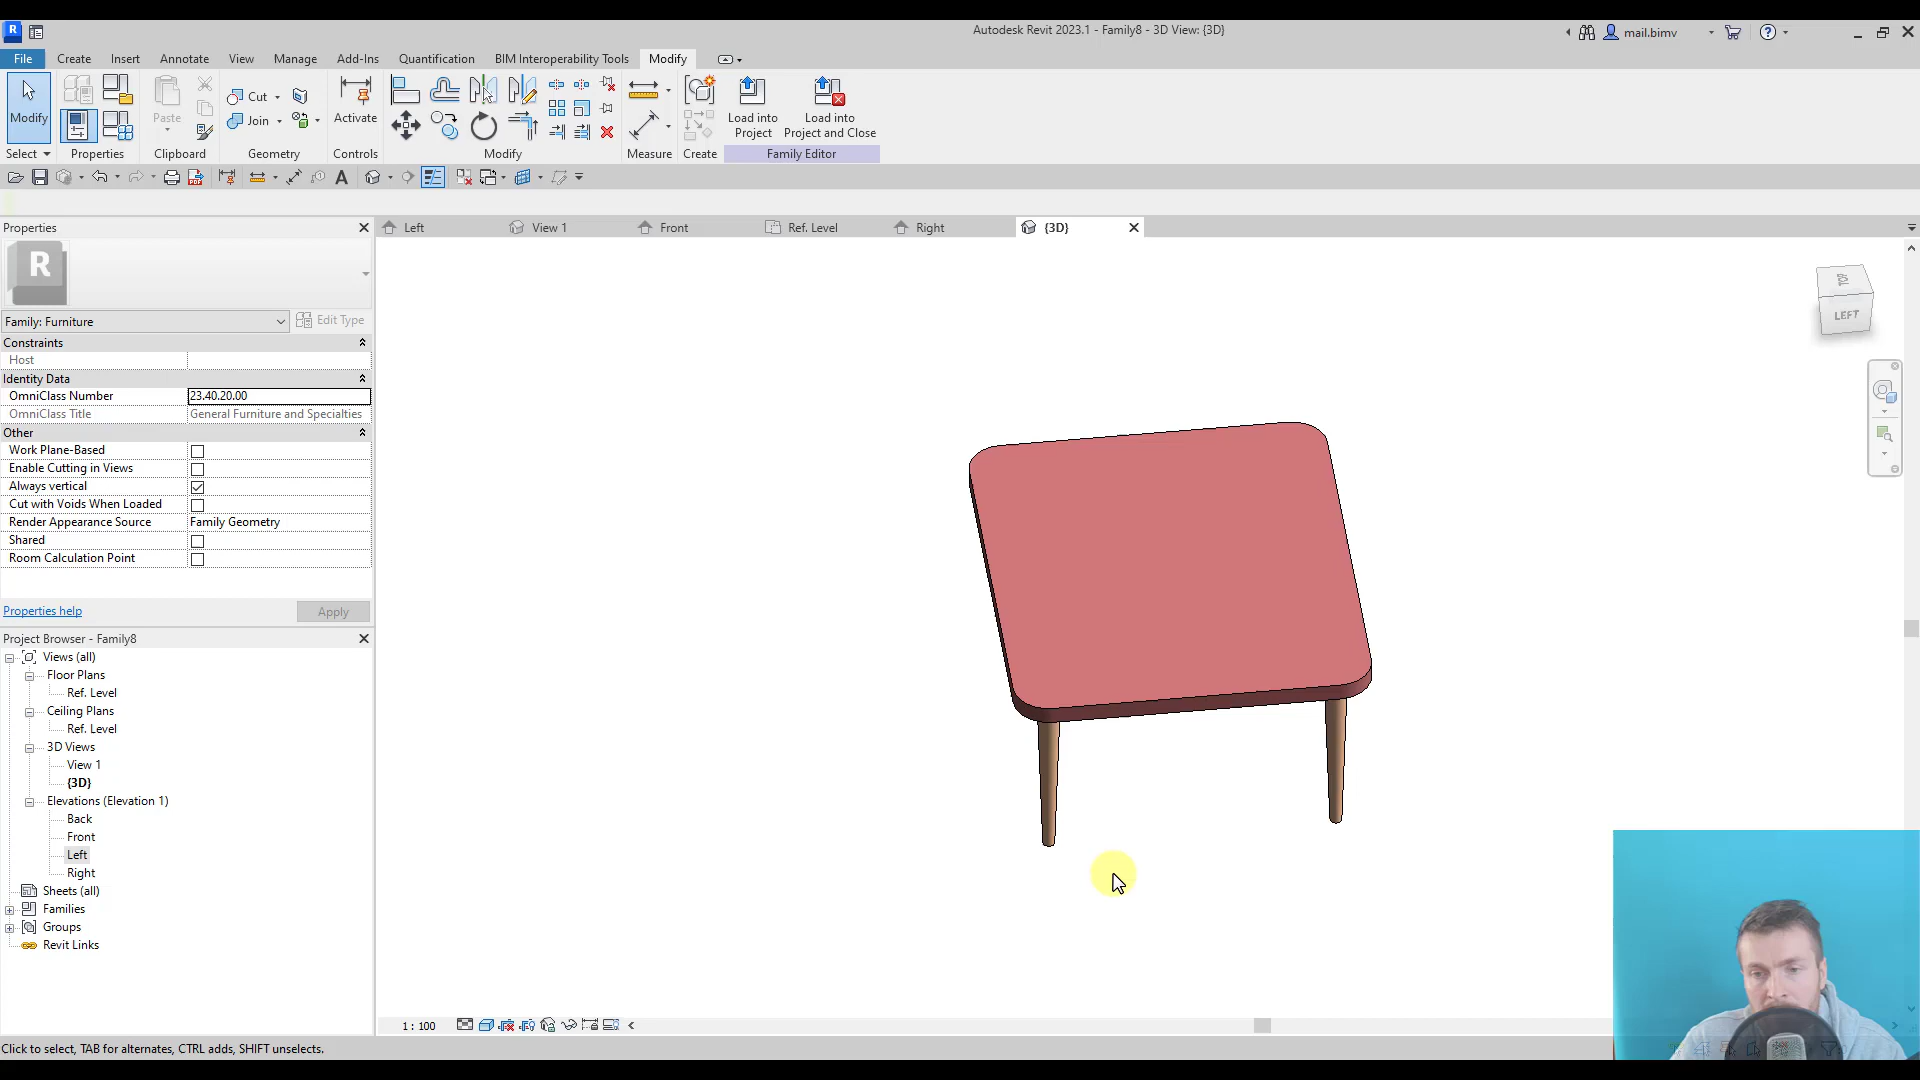 Autodesk Revit 2023.1 - Family8 - 3D View: {3D}
mail.bimv
File Create Insert Annotate View Manage Add-Ins Quantification BIM Interoperability Tools Modify
Modify
Paste
Cut
Join
Activate
Load into Project
Load into Project and Close
Select Properties Clipboard Geometry Controls Modify Measure Create Family Editor
Properties
Left View 1 Front Ref. Level Right {3D}
R
Family: Furniture Edit Type
Constraints
Host
Identity Data
OmniClass Number 23.40.20.00
OmniClass Title General Furniture and Specialties
Other
Work Plane-Based
Enable Cutting in Views
Always vertical
Cut with Voids When Loaded
Render Appearance Source Family Geometry
Shared
Room Calculation Point
Properties help Apply
Project Browser - Family8
Views (all)
Floor Plans
Ref. Level
Ceiling Plans
Ref. Level
3D Views
View 1
{3D}
Elevations (Elevation 1)
Back
Front
Left
Right
Sheets (all)
Families
Groups
Revit Links
TOP
LEFT
1 : 100
Click to select, TAB for alternates, CTRL adds, SHIFT unselects.